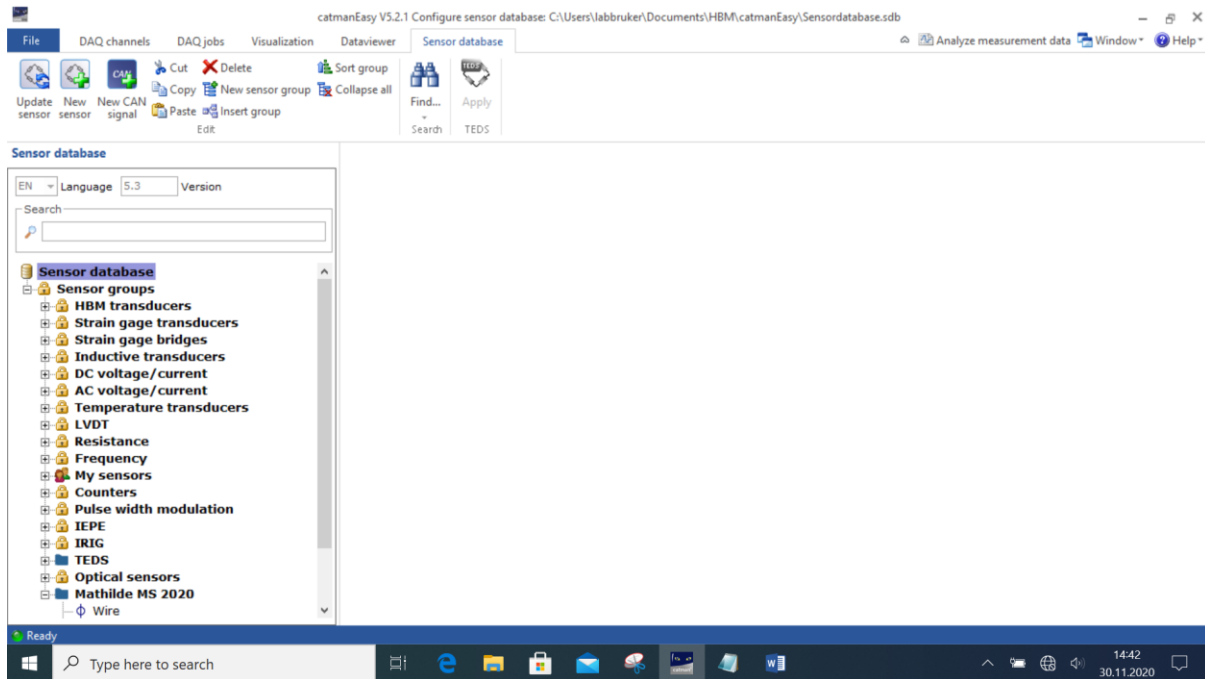 catmanEasy V5.2.1 Configure sensor database: C:\Users\labbruker\Documents\HBM\catmanEasy\Sensordatabase.sdb
File DAQ channels DAQ jobs Visualization Dataviewer Sensor database Analyze measurement data Window Help
Update sensor
New sensor
CAN
New CAN signal
Cut Delete
Copy New sensor group
Paste Insert group
Sort group
Collapse all
Edit
Find...
Search
TEDS
Apply
TEDS
Sensor database
EN Language 5.3 Version
Search
Sensor database
Sensor groups
HBM transducers
Strain gage transducers
Strain gage bridges
Inductive transducers
DC voltage/current
AC voltage/current
Temperature transducers
LVDT
Resistance
Frequency
My sensors
Counters
Pulse width modulation
IEPE
IRIG
TEDS
Optical sensors
Mathilde MS 2020
Wire
Ready
Type here to search
14:42
30.11.2020